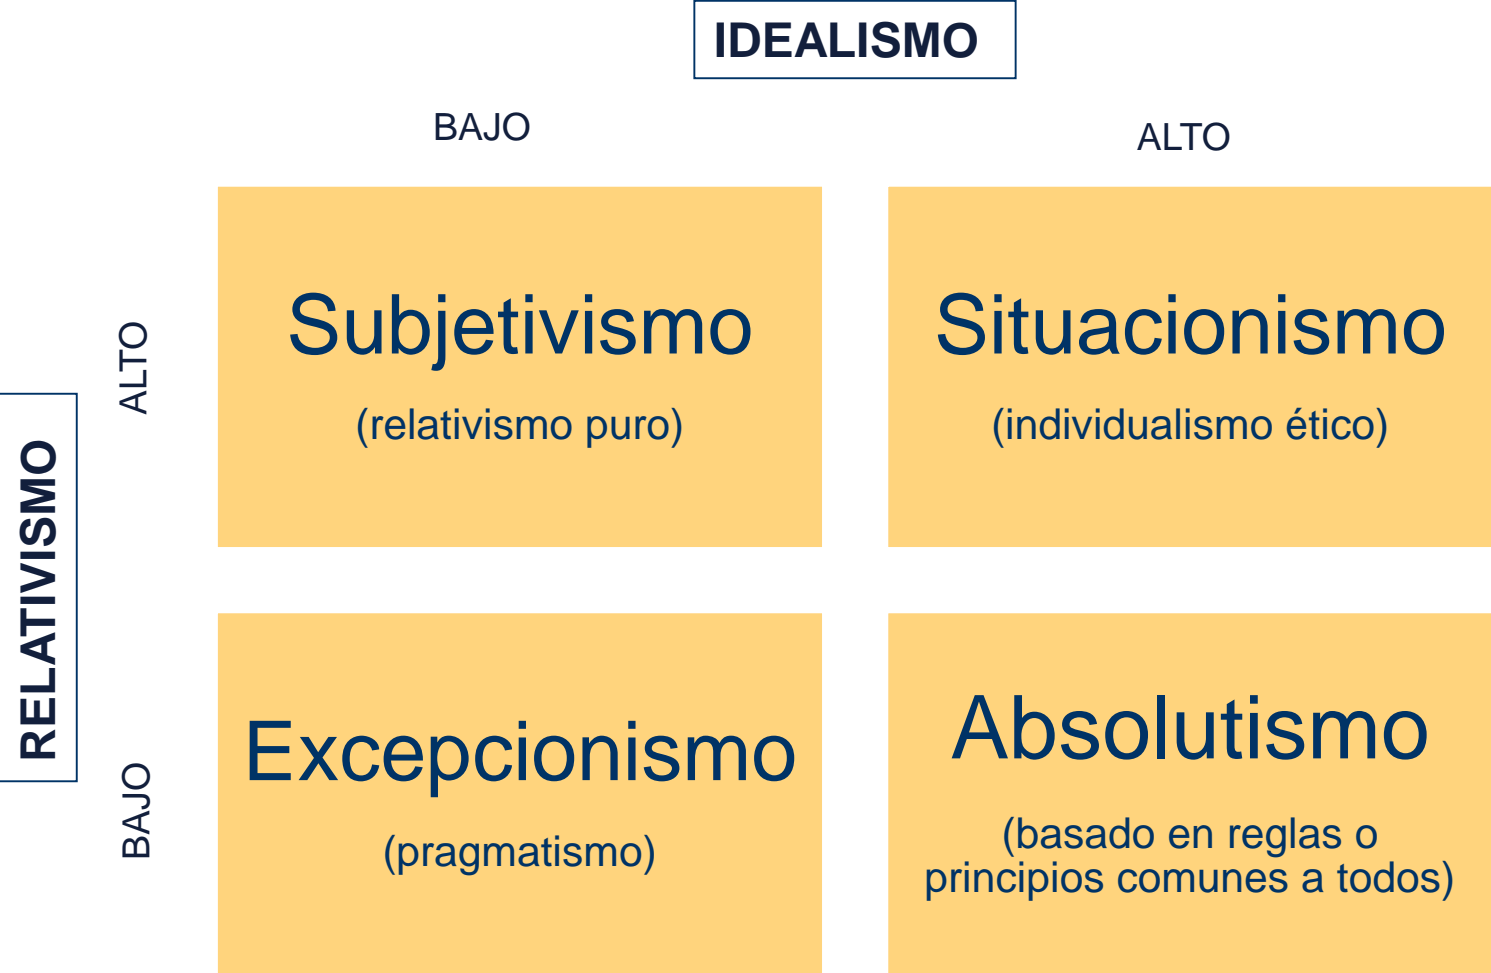 IDEALISMO
BAJO
ALTO
RELATIVISMO
ALTO
Subjetivismo
(relativismo puro)
Situacionismo
(individualismo ético)
BAJO
Excepcionismo
(pragmatismo)
Absolutismo
(basado en reglas o
principios comunes a todos)